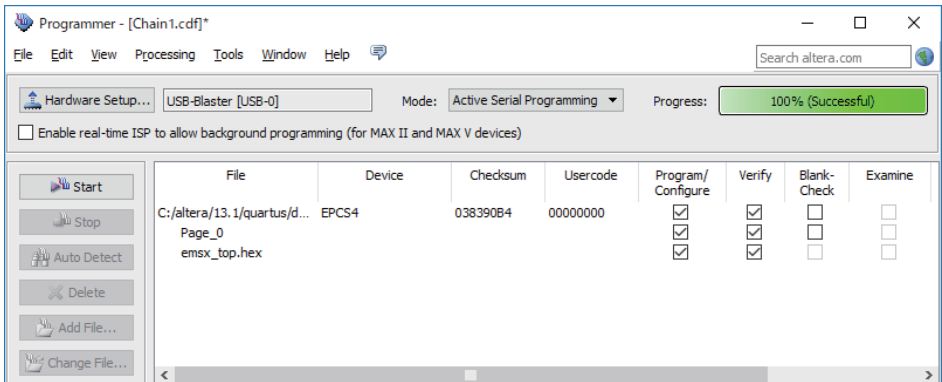 Programmer - [Chain1.cdf]*
File Edit View Processing Tools Window Help
Search altera.com
Hardware Setup... USB-Blaster [USB-0] Mode: Active Serial Programming Progress: 100% (Successful)
Enable real-time ISP to allow background programming (for MAX II and MAX V devices)
Start
Stop
Auto Detect
Delete
Add File...
Change File...
File Device Checksum Usercode Program/ Configure Verify Blank- Check Examine
C:/altera/13.1/quartus/d... EPCS4 038390B4 00000000
Page_0
emsx_top.hex